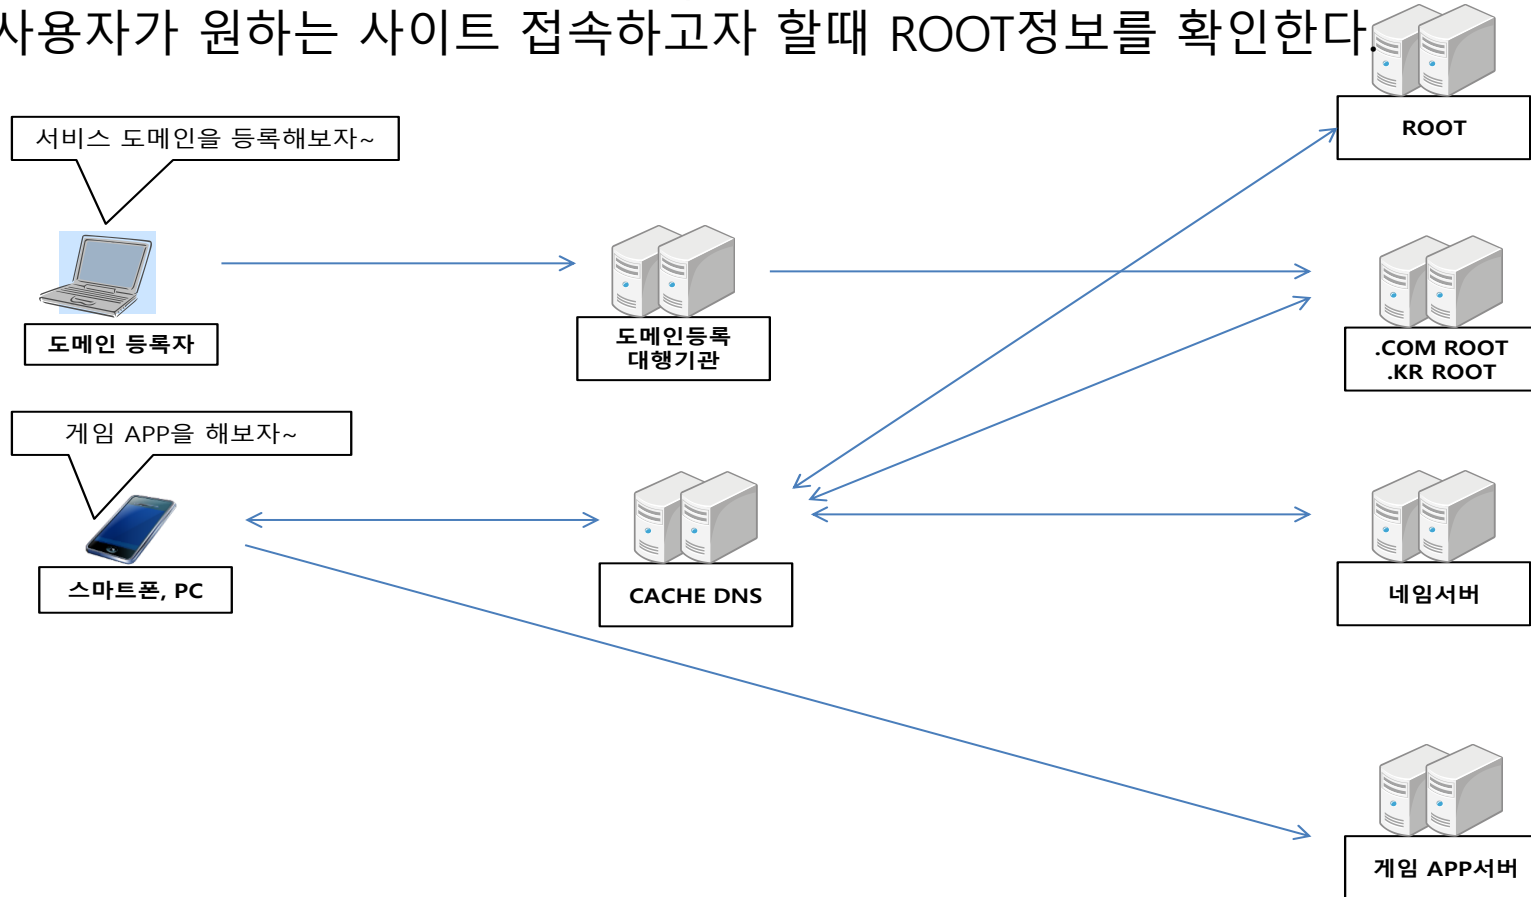 사용자가 원하는 사이트 접속하고자 할때 ROOT정보를 확인한다.
ROOT
서비스 도메인을 등록해보자~
도메인 등록자
도메인등록
대행기관
.COM ROOT
.KR ROOT
게임 APP을 해보자~
스마트폰, PC
CACHE DNS
네임서버
게임 APP서버